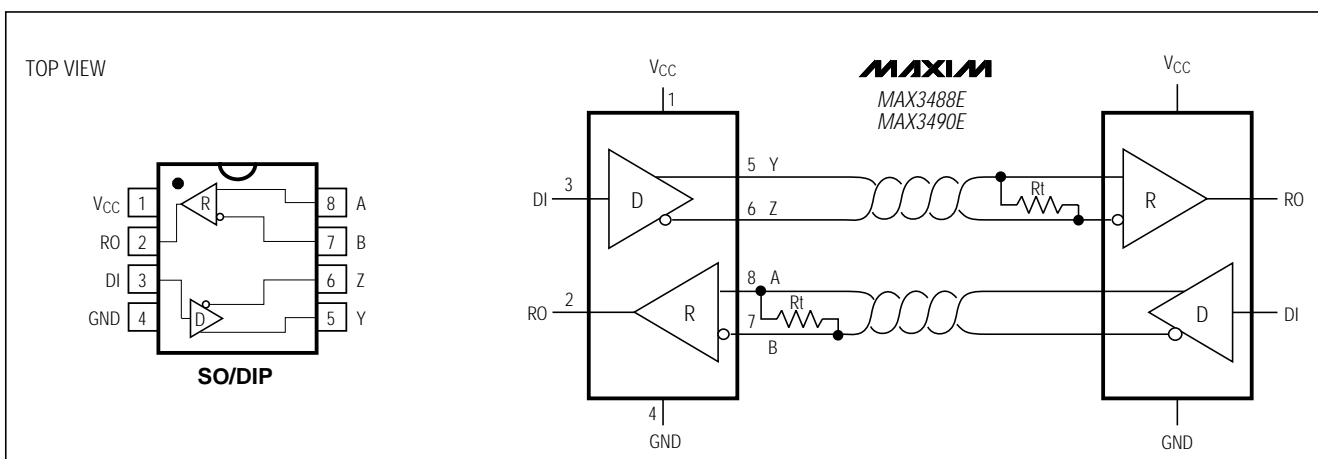 TOP VIEW
VCC 1
RO 2
DI 3
GND 4
8 A
7 B
6 Z
5 Y
R
D
SO/DIP
MAXIM
MAX3488E
MAX3490E
VCC
1
DI 3
D
5 Y
6 Z
Rt
R
RO
VCC
RO 2
R
8 A
7
B
Rt
D
DI
4
GND
GND